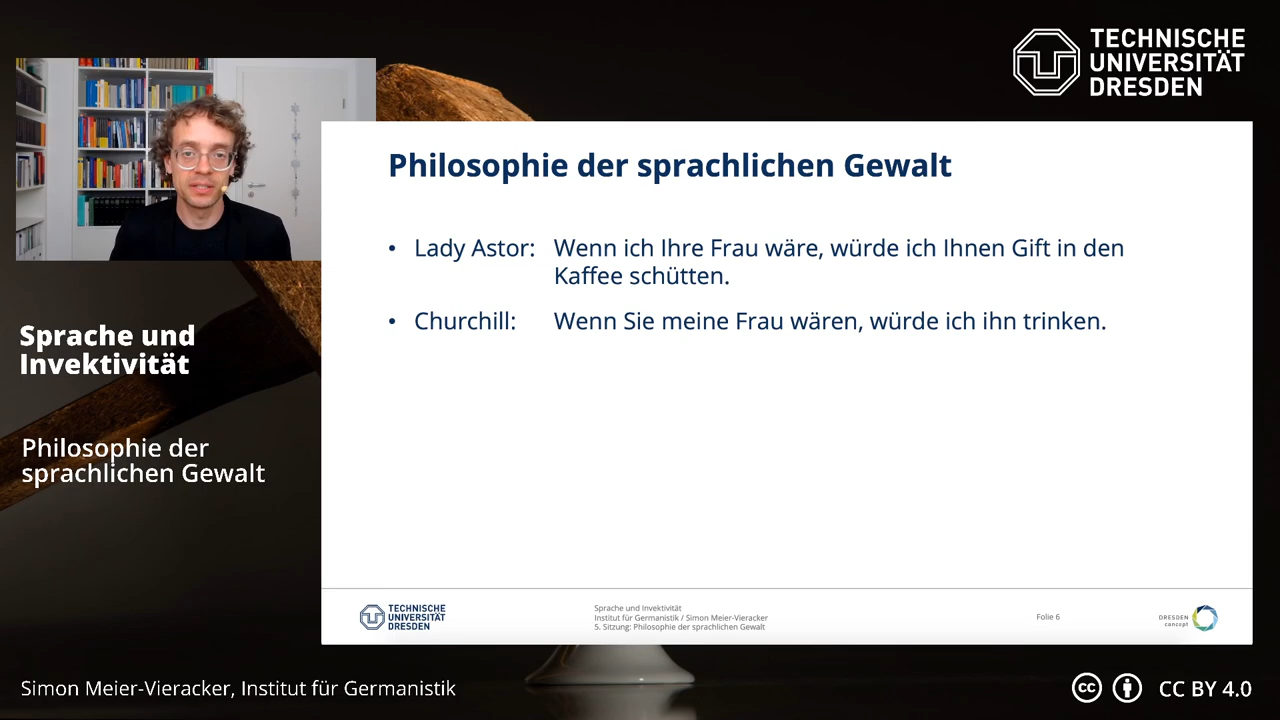 TECHNISCHE
UNIVERSITÄT
DRESDEN
Philosophie der sprachlichen Gewalt
• Lady Astor: Wenn ich Ihre Frau wäre, würde ich Ihnen Gift in den
Kaffee schütten.
• Churchill: Wenn Sie meine Frau wären, würde ich ihn trinken.
Sprache und
Invektivität
Philosophie der
sprachlichen Gewalt
TECHNISCHE
UNIVERSITÄT
DRESDEN
Sprache und Invektivität
Institut für Germanistik / Simon Meier-Vieracker
5. Sitzung: Philosophie der sprachlichen Gewalt
Folie 6
DRESDEN
concept
Simon Meier-Vieracker, Institut für Germanistik
cc
CC BY 4.0